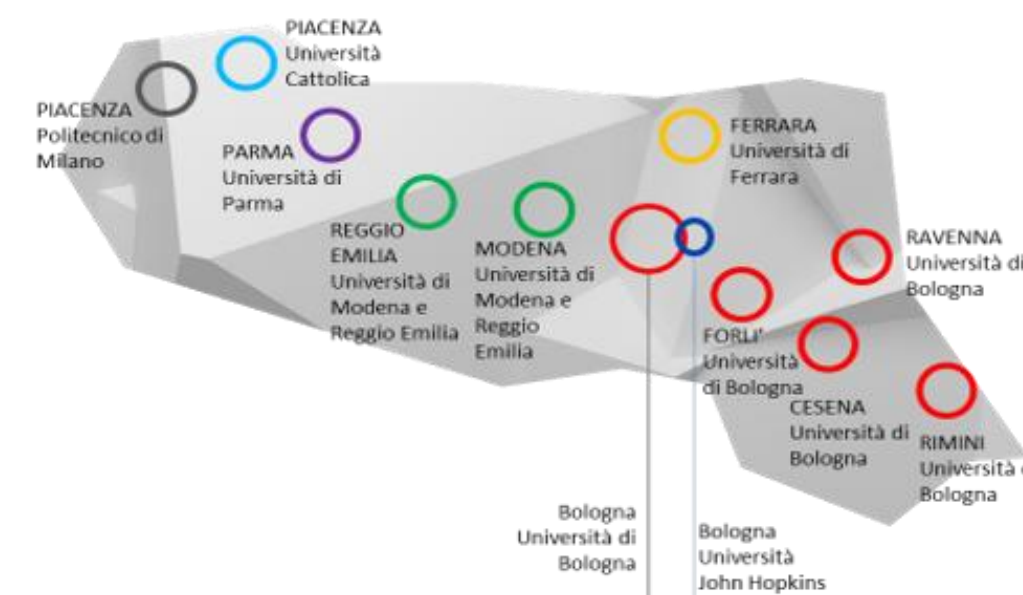 PIACENZA
Università
Cattolica
PIACENZA
Politecnico di
Milano
PARMA
Università di
Parma
FERRARA
Università di
Ferrara
REGGIO
EMILIA
Università di
Modena e
Reggio Emilia
MODENA
Università di
Modena e
Reggio
Emilia
RAVENNA
Università di
Bologna
FORLI'
Università
di Bologna
CESENA
Università di
Bologna
RIMINI
Università
Bologna
Bologna
Università di
Bologna
Bologna
Università
John Hopkins